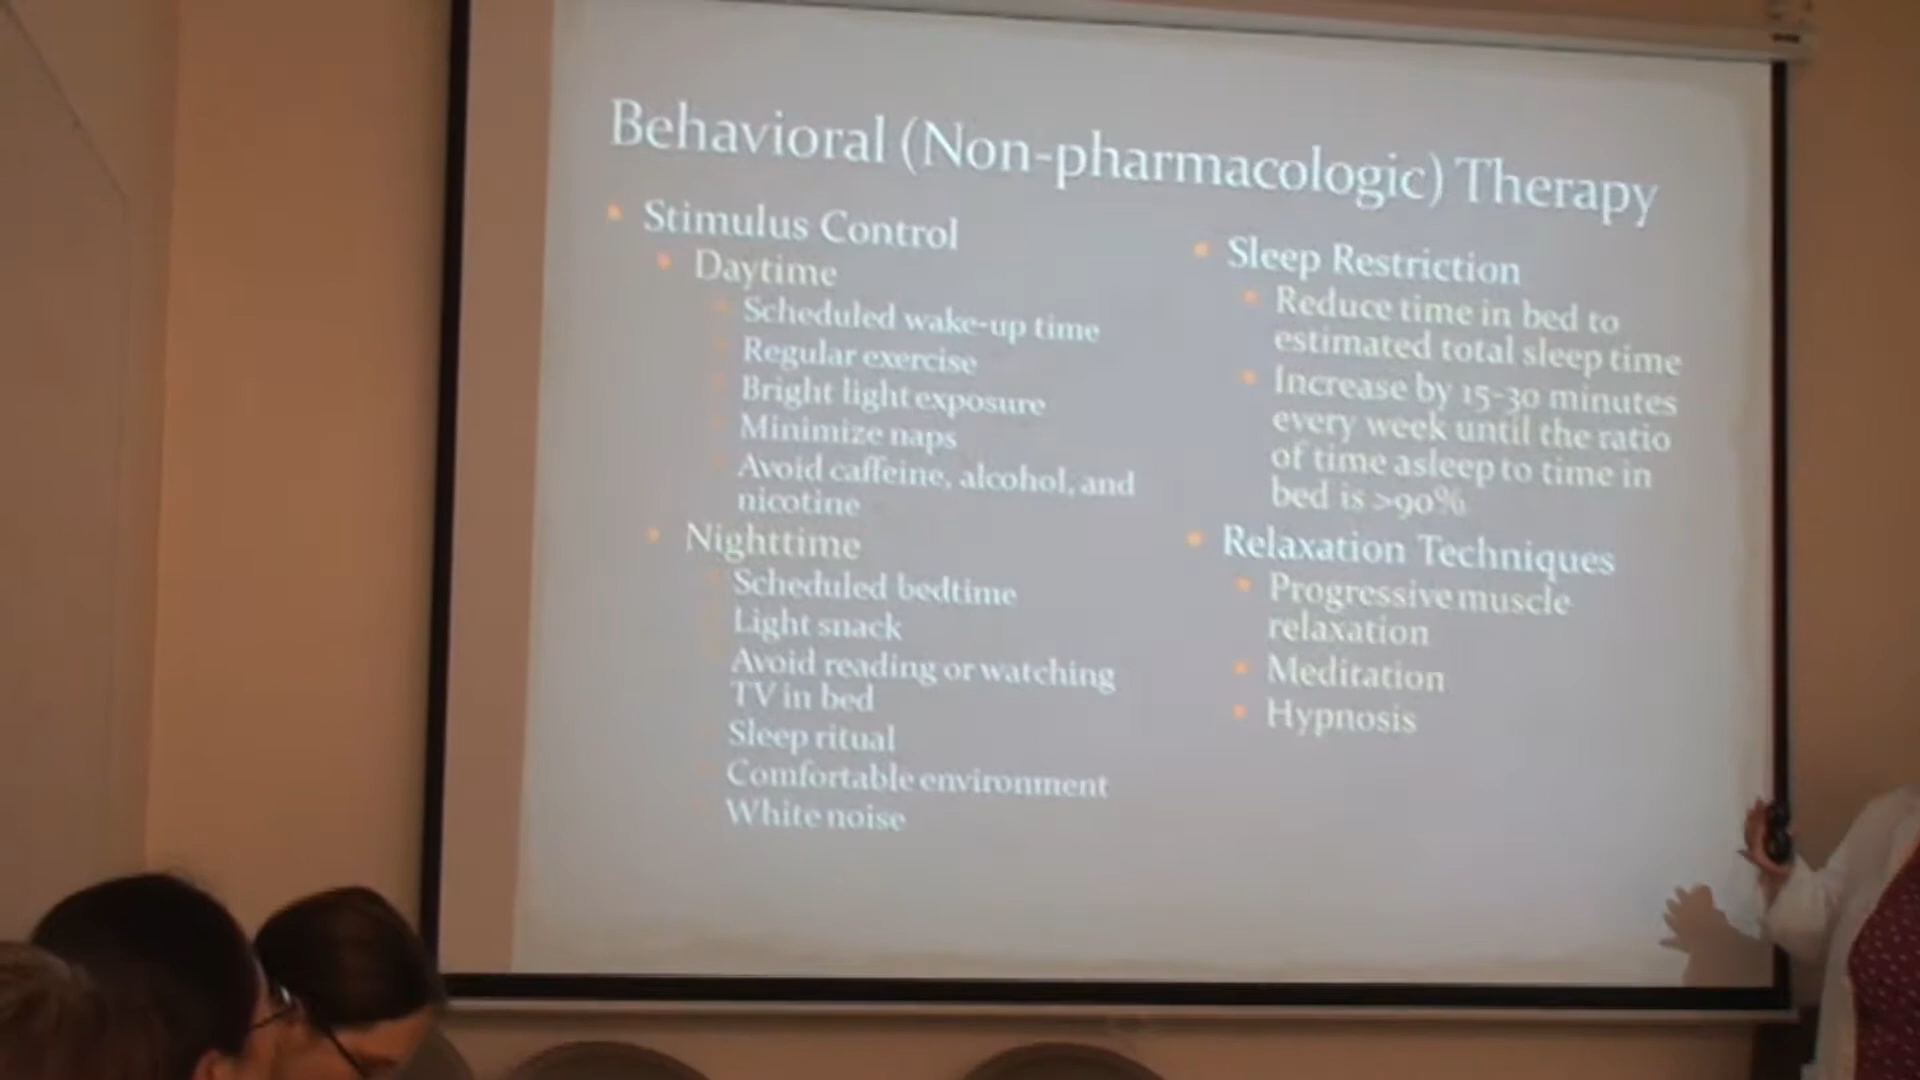 Behavioral (Non-pharmacologic) Therapy
Stimulus Control
Daytime
Scheduled wake-up time
Regular exercise
Bright light exposure
Minimize naps
Avoid caffeine, alcohol, and
nicotine
Nighttime
Scheduled bedtime
Light snack
Avoid reading or watching
TV in bed
Sleep ritual
Comfortable environment
White noise
Sleep Restriction
Reduce time in bed to
estimated total sleep time
Increase by 15-30 minutes
every week until the ratio
of time asleep to time in
bed is >90%
Relaxation Techniques
Progressive muscle
relaxation
Meditation
Hypnosis